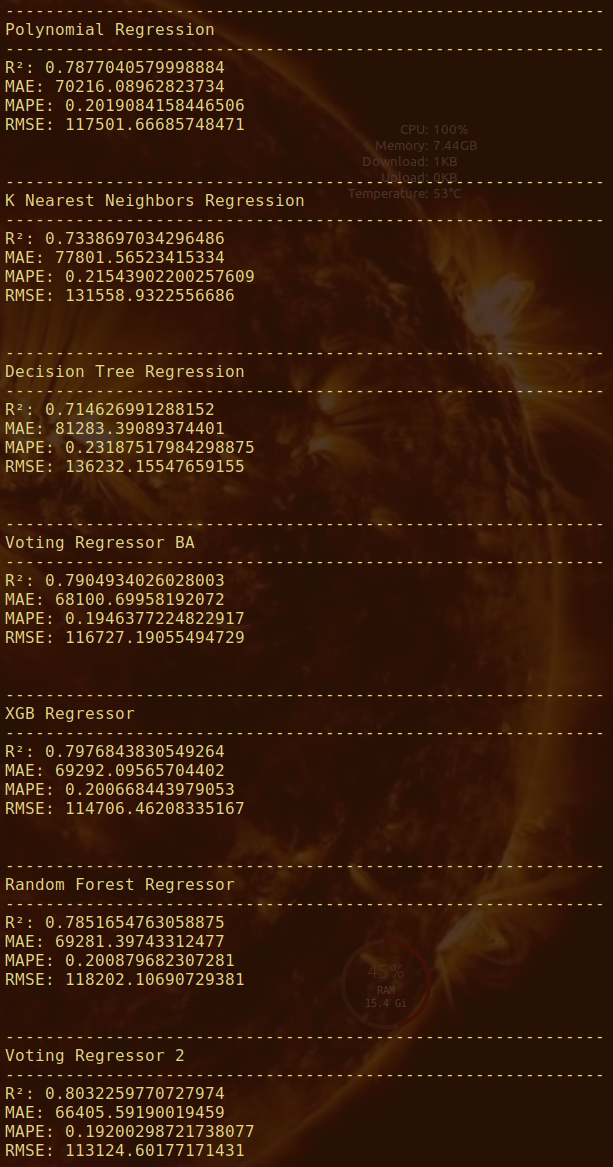 ------------------------------------------------------------
Polynomial Regression
------------------------------------------------------------
R²: 0.7877040579998884
MAE: 70216.08962823734
MAPE: 0.2019084158446506
RMSE: 117501.66685748471
CPU: 100%
Memory: 7.44GB
Download: 1KB
Upload: 0KB
Temperature: 53°C
------------------------------------------------------------
K Nearest Neighbors Regression
------------------------------------------------------------
R²: 0.7338697034296486
MAE: 77801.56523415334
MAPE: 0.21543902200257609
RMSE: 131558.9322556686
------------------------------------------------------------
Decision Tree Regression
------------------------------------------------------------
R²: 0.714626991288152
MAE: 81283.39089374401
MAPE: 0.23187517984298875
RMSE: 136232.15547659155
------------------------------------------------------------
Voting Regressor BA
------------------------------------------------------------
R²: 0.7904934026028003
MAE: 68100.69958192072
MAPE: 0.1946377224822917
RMSE: 116727.19055494729
------------------------------------------------------------
XGB Regressor
------------------------------------------------------------
R²: 0.7976843830549264
MAE: 69292.09565704402
MAPE: 0.200668443979053
RMSE: 114706.46208335167
------------------------------------------------------------
Random Forest Regressor
------------------------------------------------------------
R²: 0.7851654763058875
MAE: 69281.39743312477
MAPE: 0.200879682307281
RMSE: 118202.10690729381
45%
RAM
15.4 Gi
------------------------------------------------------------
Voting Regressor 2
------------------------------------------------------------
R²: 0.8032259770727974
MAE: 66405.59190019459
MAPE: 0.19200298721738077
RMSE: 113124.60177171431